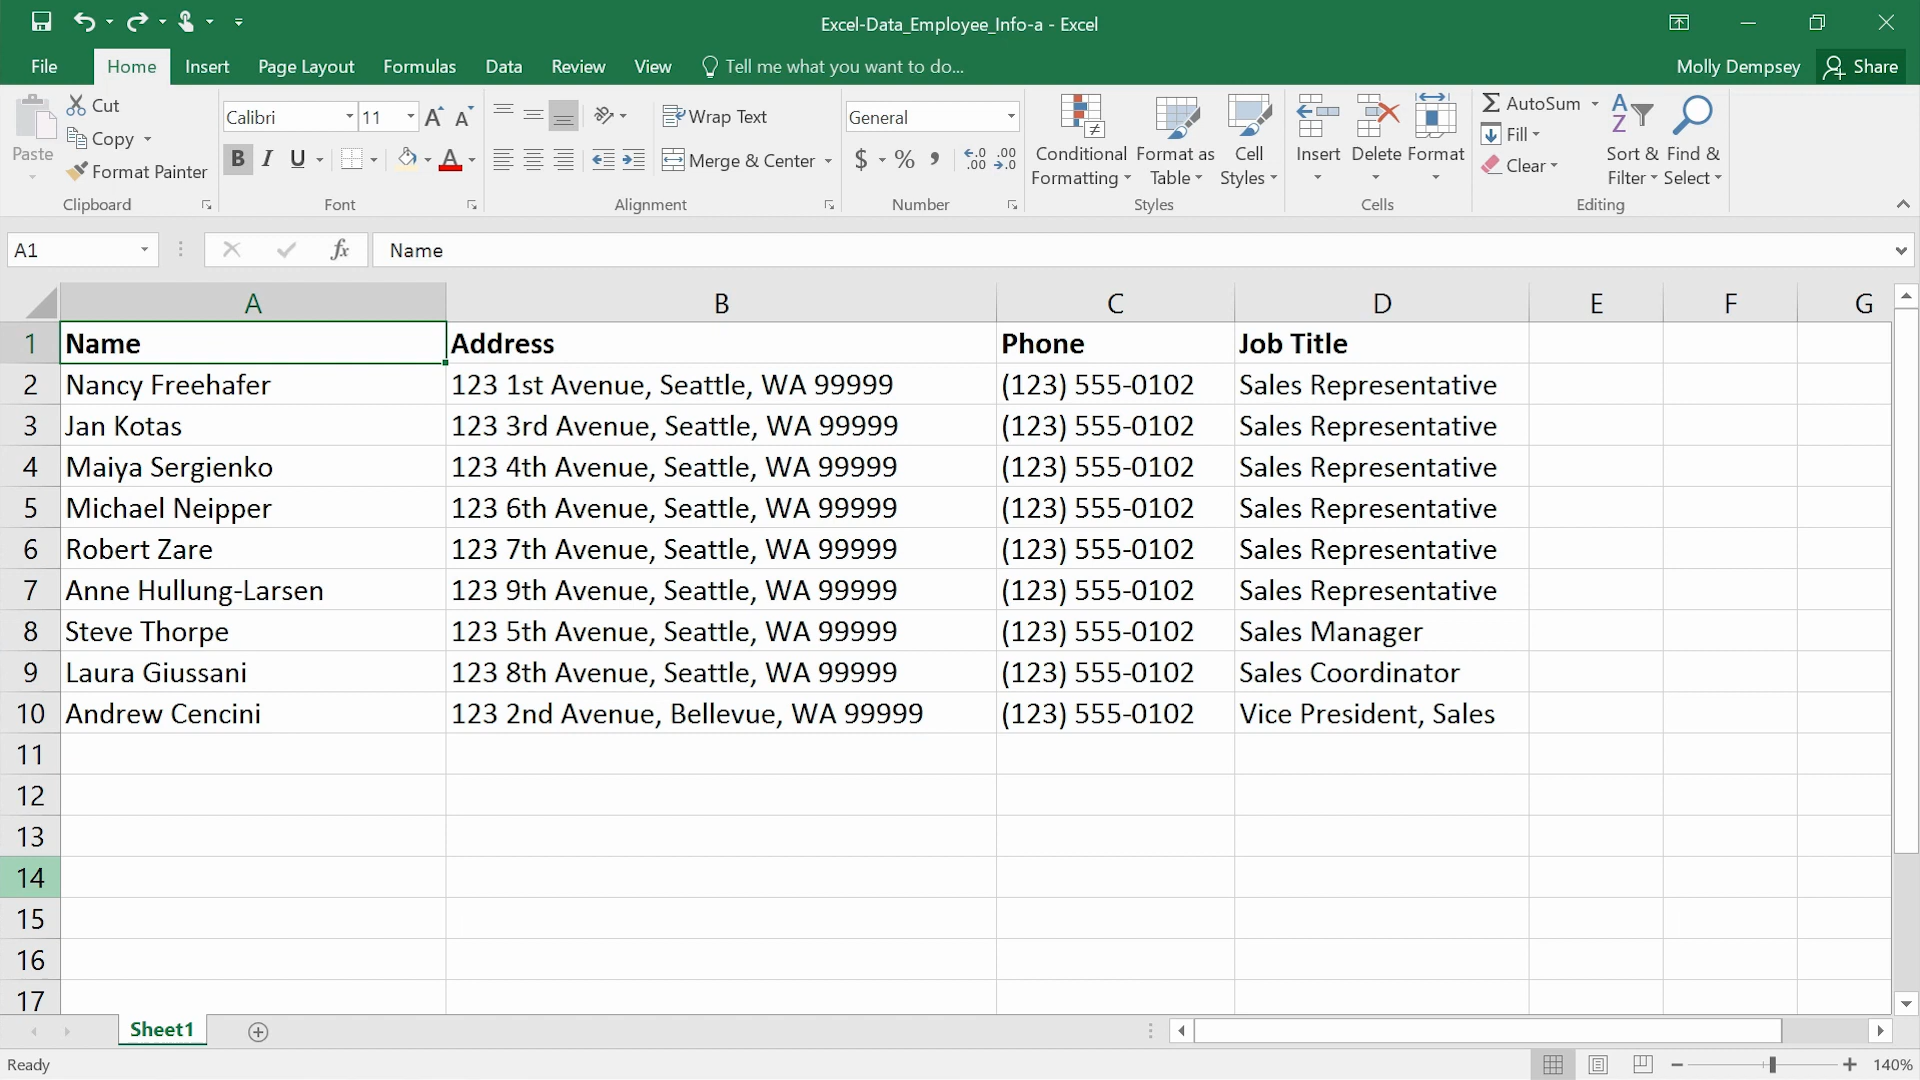 Excel-Data_Employee_Info-a - Excel
File Home Insert Page Layout Formulas Data Review View Tell me what you want to do... Molly Dempsey Share
Paste
Cut
Copy
Format Painter
Clipboard
Calibri 11
B I U
Font
Wrap Text
Merge & Center
Alignment
General
$ % ,
Number
Conditional Formatting
Format as Table
Cell Styles
Styles
Insert Delete Format
Cells
AutoSum
Fill
Clear
Sort & Filter
Find & Select
Editing
A1 fx Name
A B C D E F G
1 Name Address Phone Job Title
2 Nancy Freehafer 123 1st Avenue, Seattle, WA 99999 (123) 555-0102 Sales Representative
3 Jan Kotas 123 3rd Avenue, Seattle, WA 99999 (123) 555-0102 Sales Representative
4 Maiya Sergienko 123 4th Avenue, Seattle, WA 99999 (123) 555-0102 Sales Representative
5 Michael Neipper 123 6th Avenue, Seattle, WA 99999 (123) 555-0102 Sales Representative
6 Robert Zare 123 7th Avenue, Seattle, WA 99999 (123) 555-0102 Sales Representative
7 Anne Hullung-Larsen 123 9th Avenue, Seattle, WA 99999 (123) 555-0102 Sales Representative
8 Steve Thorpe 123 5th Avenue, Seattle, WA 99999 (123) 555-0102 Sales Manager
9 Laura Giussani 123 8th Avenue, Seattle, WA 99999 (123) 555-0102 Sales Coordinator
10 Andrew Cencini 123 2nd Avenue, Bellevue, WA 99999 (123) 555-0102 Vice President, Sales
11
12
13
14
15
16
17
Sheet1
Ready 140%